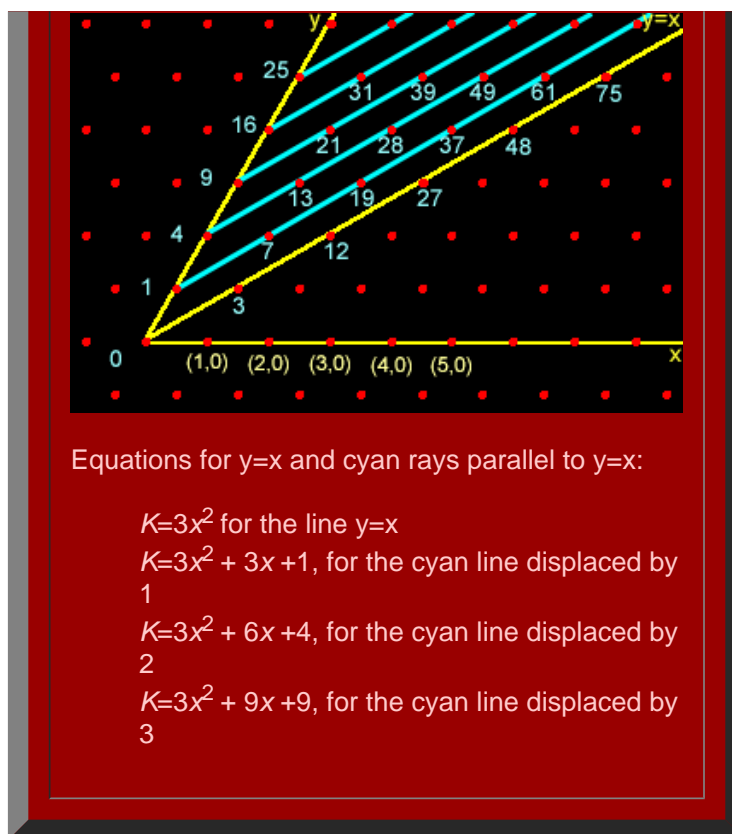 y y=x
25 31 39 49 61 75
16 21 28 37 48
9 13 19 27
4 7 12
1 3
0 (1,0) (2,0) (3,0) (4,0) (5,0) x
Equations for y=x and cyan rays parallel to y=x:
K=3x² for the line y=x
K=3x² + 3x +1, for the cyan line displaced by
1
K=3x² + 6x +4, for the cyan line displaced by
2
K=3x² + 9x +9, for the cyan line displaced by
3